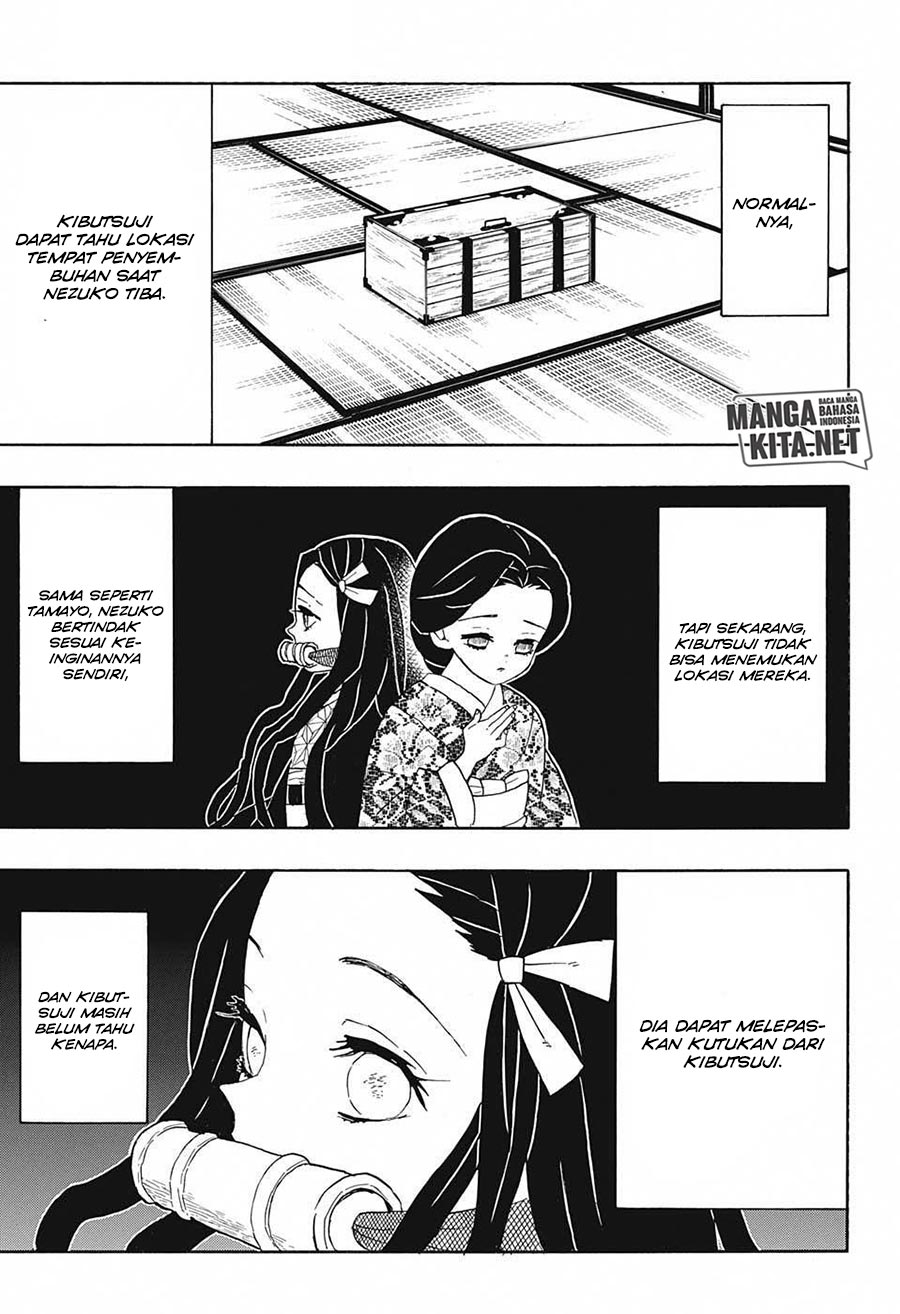 NORMAL-
NYA,
KIBUTSUJI
DAPAT TAHU LOKASI
TEMPAT PENYEM-
BUHAN SAAT
NEZUKO TIBA.
MANGA
KITA.NET
BACA MANGA
BAHASA
INDONESIA
TAPI SEKARANG,
KIBUTSUJI TIDAK
BISA MENEMUKAN
LOKASI MEREKA.
SAMA SEPERTI
TAMAYO, NEZUKO
BERTINDAK
SESUAI KE-
INGINANNYA
SENDIRI,
DIA DAPAT MELEPAS-
KAN KUTUKAN DARI
KIBUTSUJI.
DAN KIBUT-
SUJI MASIH
BELUM TAHU
KENAPA.